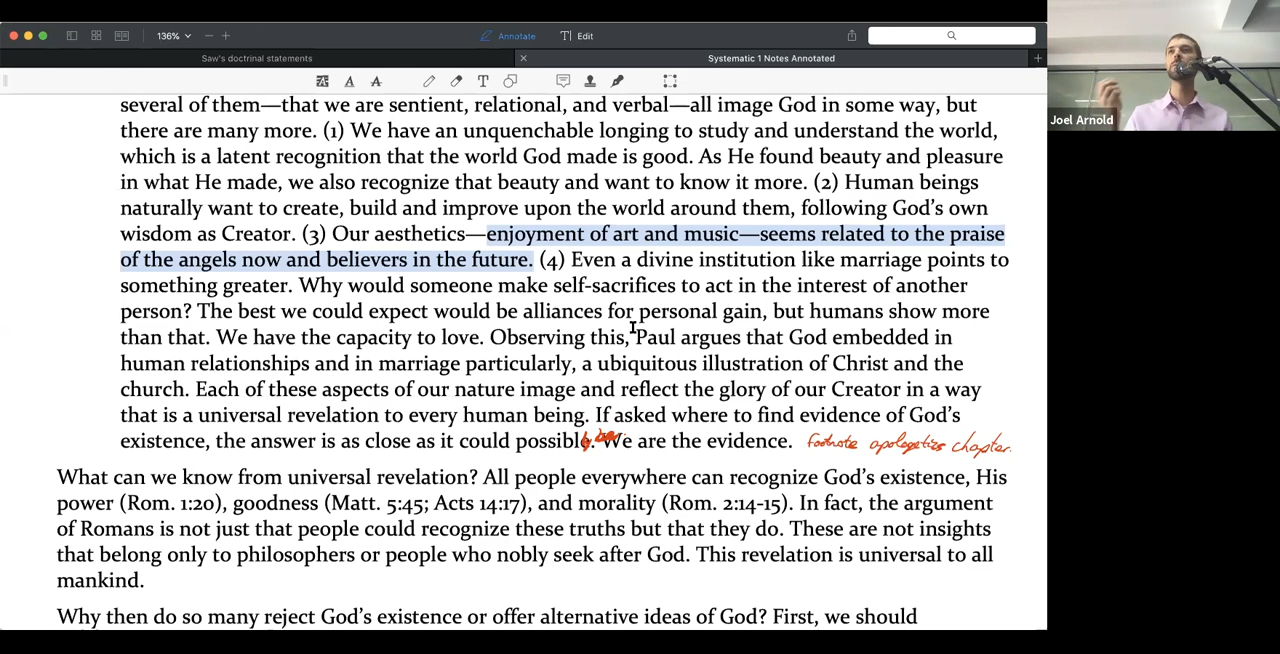 136%
Annotate
Edit
Saw's doctrinal statements
Systematic 1 Notes Annotated
several of them—that we are sentient, relational, and verbal—all image God in some way, but
there are many more. (1) We have an unquenchable longing to study and understand the world,
which is a latent recognition that the world God made is good. As He found beauty and pleasure
in what He made, we also recognize that beauty and want to know it more. (2) Human beings
naturally want to create, build and improve upon the world around them, following God's own
wisdom as Creator. (3) Our aesthetics—enjoyment of art and music—seems related to the praise
of the angels now and believers in the future. (4) Even a divine institution like marriage points to
something greater. Why would someone make self-sacrifices to act in the interest of another
person? The best we could expect would be alliances for personal gain, but humans show more
than that. We have the capacity to love. Observing this, Paul argues that God embedded in
human relationships and in marriage particularly, a ubiquitous illustration of Christ and the
church. Each of these aspects of our nature image and reflect the glory of our Creator in a way
that is a universal revelation to every human being. If asked where to find evidence of God's
existence, the answer is as close as it could possible. We are the evidence. footnote apologetics chapter.
What can we know from universal revelation? All people everywhere can recognize God's existence, His
power (Rom. 1:20), goodness (Matt. 5:45; Acts 14:17), and morality (Rom. 2:14-15). In fact, the argument
of Romans is not just that people could recognize these truths but that they do. These are not insights
that belong only to philosophers or people who nobly seek after God. This revelation is universal to all
mankind.
Why then do so many reject God's existence or offer alternative ideas of God? First, we should
Joel Arnold